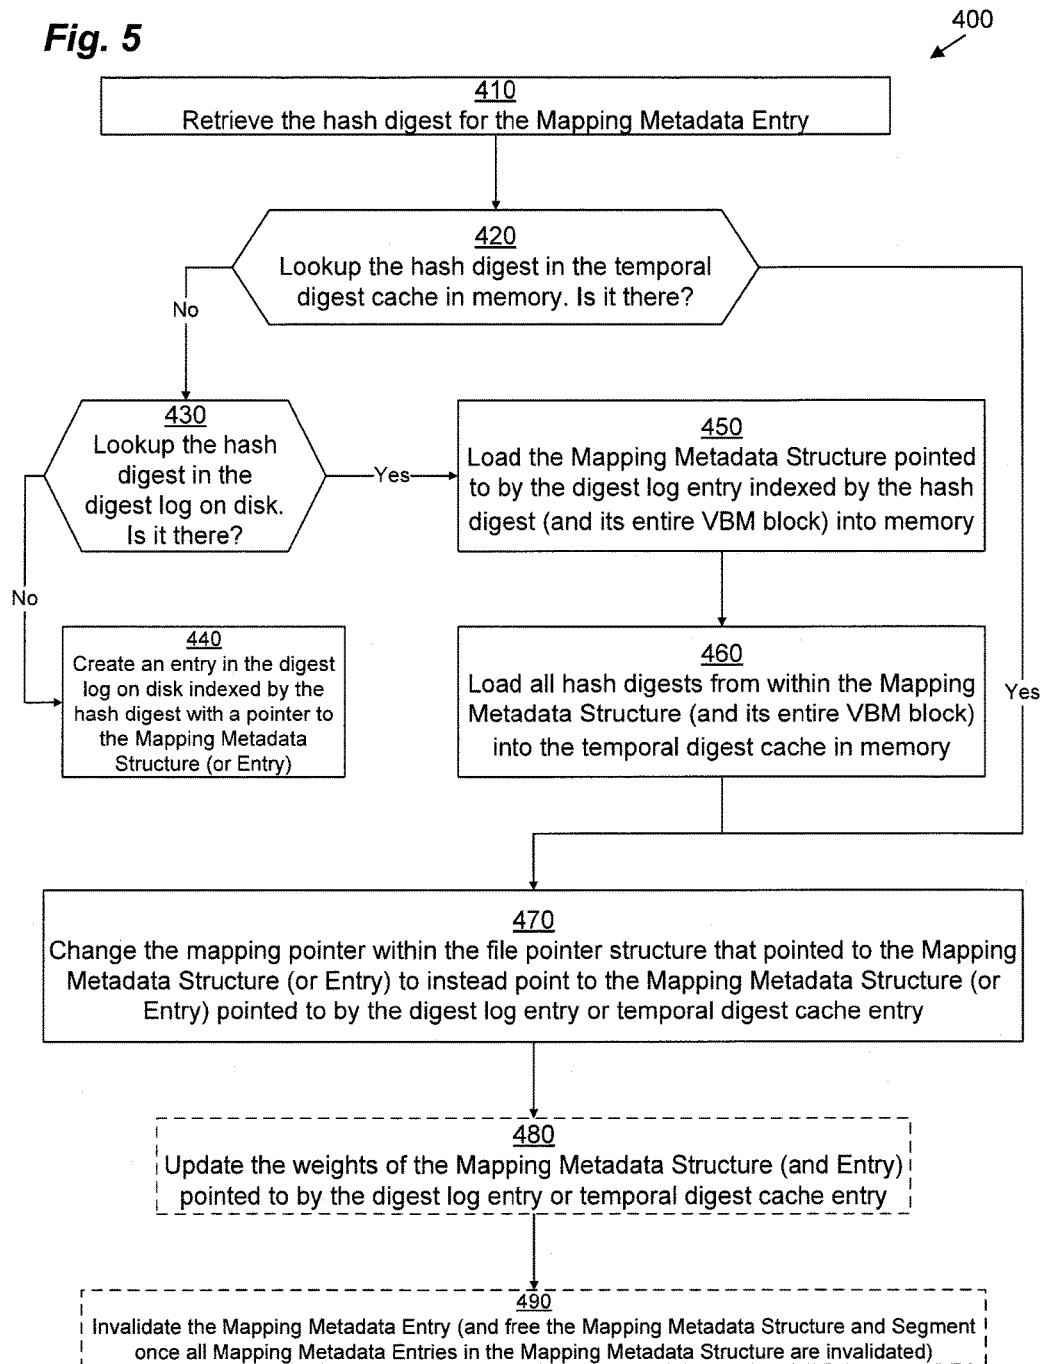 Fig. 5
400
410
Retrieve the hash digest for the Mapping Metadata Entry
420
Lookup the hash digest in the temporal
digest cache in memory. Is it there?
No
430
Lookup the hash
digest in the
digest log on disk.
Is it there?
Yes
450
Load the Mapping Metadata Structure pointed
to by the digest log entry indexed by the hash
digest (and its entire VBM block) into memory
No
440
Create an entry in the digest
log on disk indexed by the
hash digest with a pointer to
the Mapping Metadata
Structure (or Entry)
460
Load all hash digests from within the Mapping
Metadata Structure (and its entire VBM block)
into the temporal digest cache in memory
Yes
470
Change the mapping pointer within the file pointer structure that pointed to the Mapping
Metadata Structure (or Entry) to instead point to the Mapping Metadata Structure (or
Entry) pointed to by the digest log entry or temporal digest cache entry
480
Update the weights of the Mapping Metadata Structure (and Entry)
pointed to by the digest log entry or temporal digest cache entry
490
Invalidate the Mapping Metadata Entry (and free the Mapping Metadata Structure and Segment
once all Mapping Metadata Entries in the Mapping Metadata Structure are invalidated)